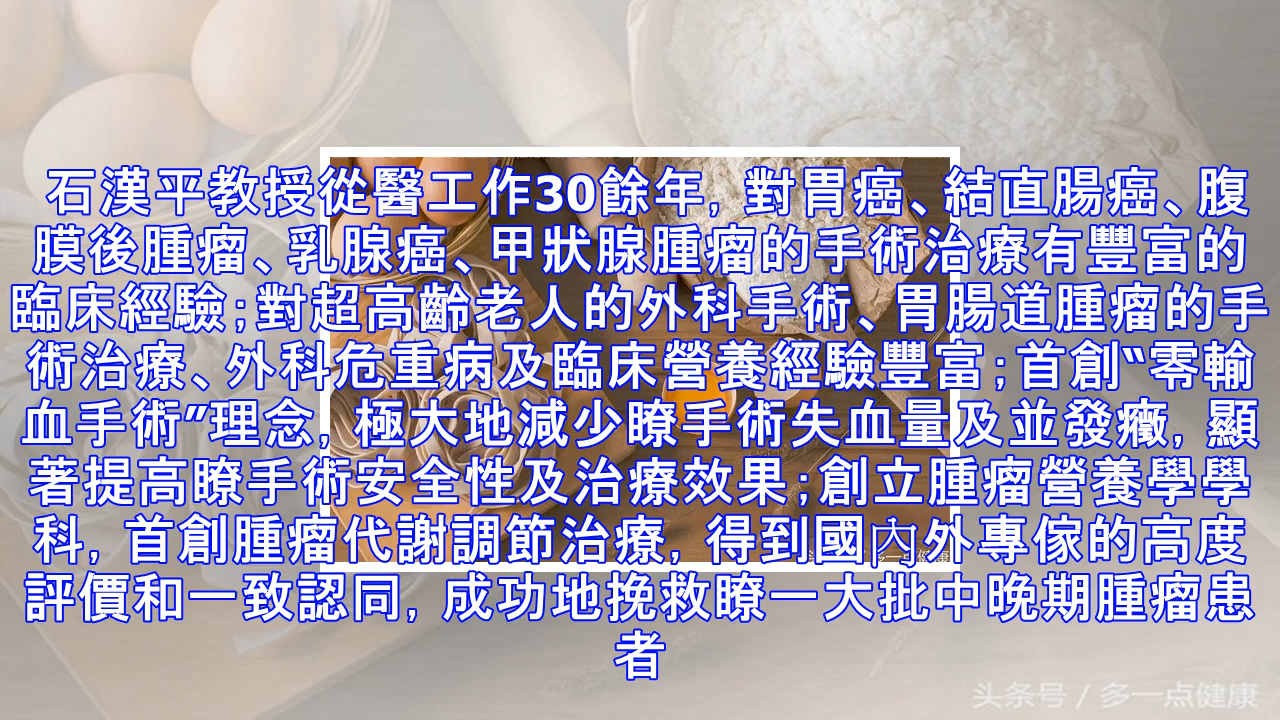 石漢平教授從醫工作30餘年, 對胃癌、結直腸癌、腹
膜後腫瘤、乳腺癌、甲狀腺腫瘤的手術治療有豐富的
臨床經驗;對超高齡老人的外科手術、胃腸道腫瘤的手
術治療、外科危重病及臨床營養經驗豐富;首創“零輸
血手術”理念, 極大地減少瞭手術失血量及並發癥, 顯
著提高瞭手術安全性及治療效果;創立腫瘤營養學學
科, 首創腫瘤代謝調節治療, 得到國內外專傢的高度
評價和一致認同, 成功地挽救瞭一大批中晚期腫瘤患
者
头条号 / 多一点健康